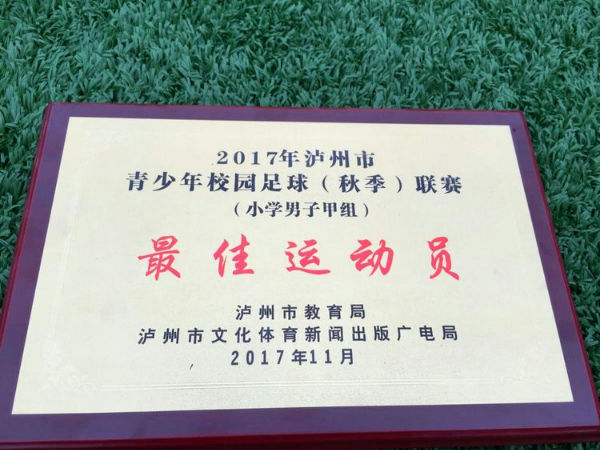 2017年泸州市
青少年校园足球（秋季）联赛
（小学男子甲组）
最佳运动员
泸州市教育局
泸州市文化体育新闻出版广电局
2017年11月